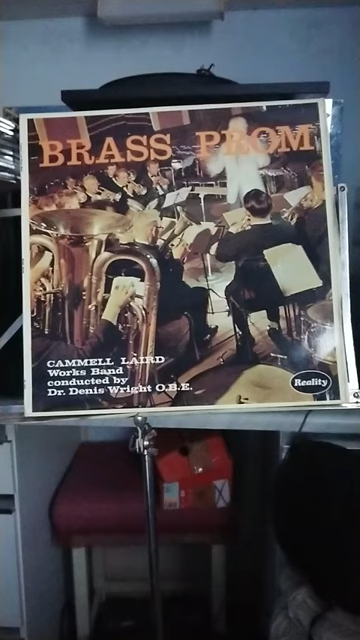 BRASS PROM
CAMMELL LAIRD
Works Band
conducted by
Dr. Denis Wright O.B.E.
Reality